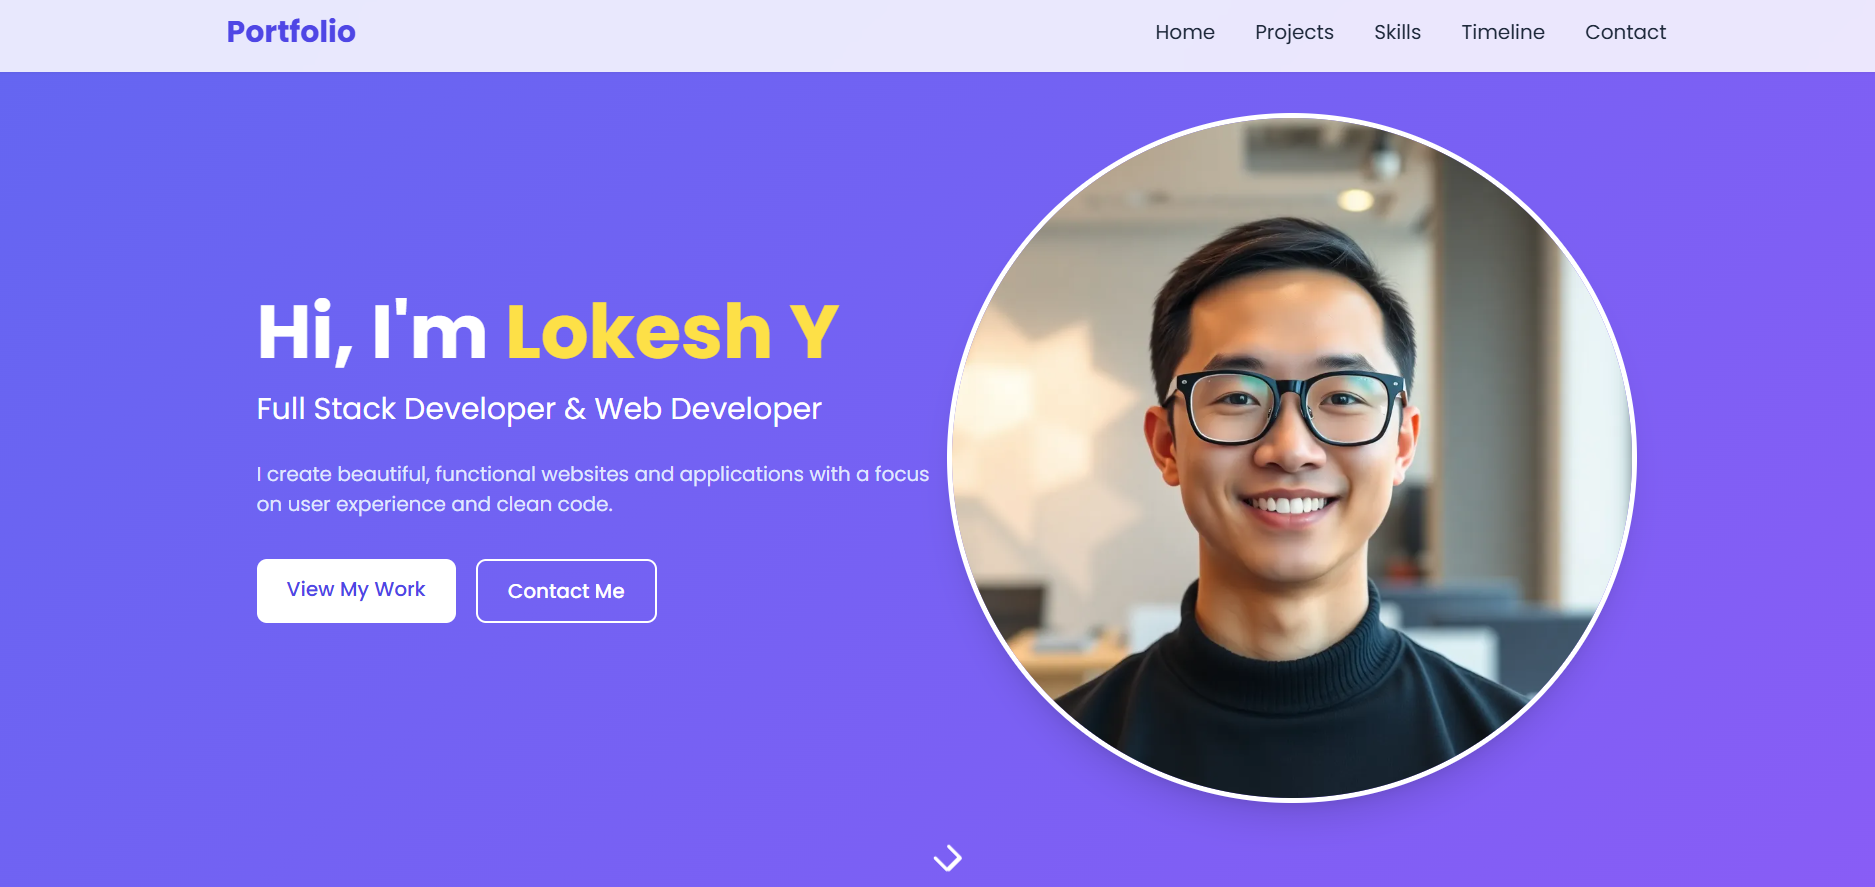 Portfolio
Home
Projects
Skills
Timeline
Contact
Hi, I'm Lokesh Y
Full Stack Developer & Web Developer
I create beautiful, functional websites and applications with a focus
on user experience and clean code.
View My Work
Contact Me